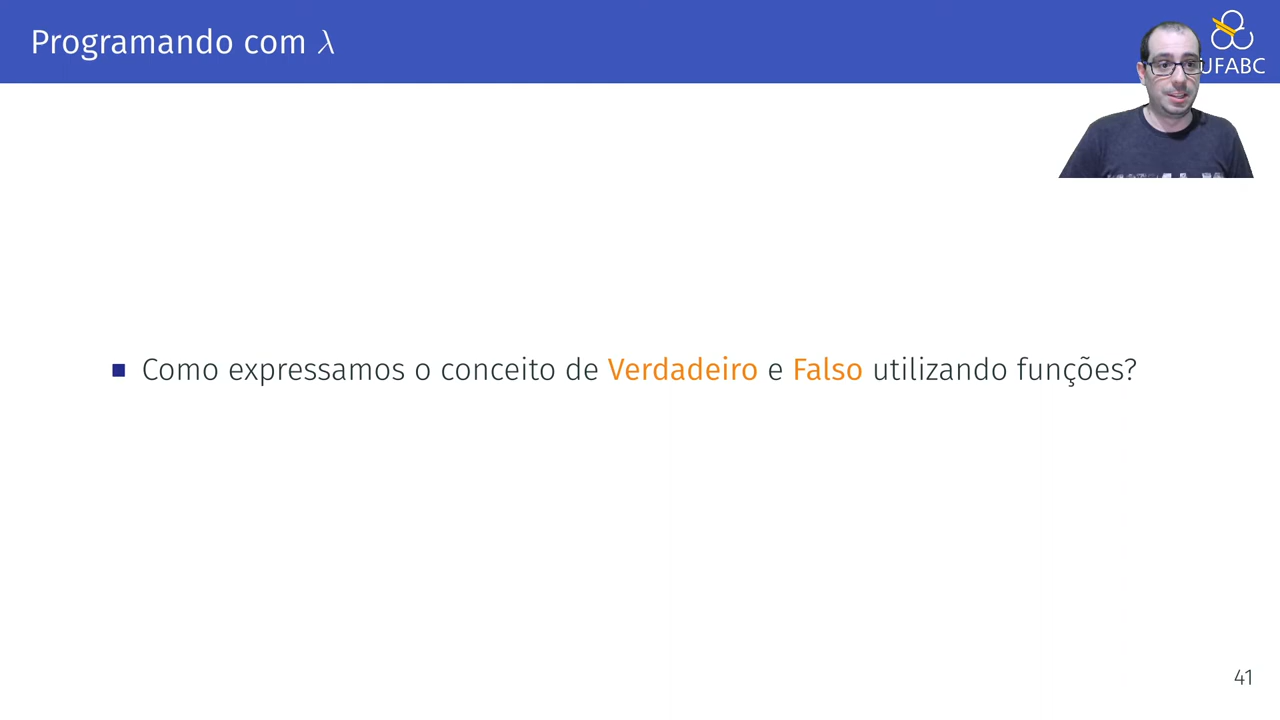 Programando com λ
UFABC
Como expressamos o conceito de Verdadeiro e Falso utilizando funções?
41